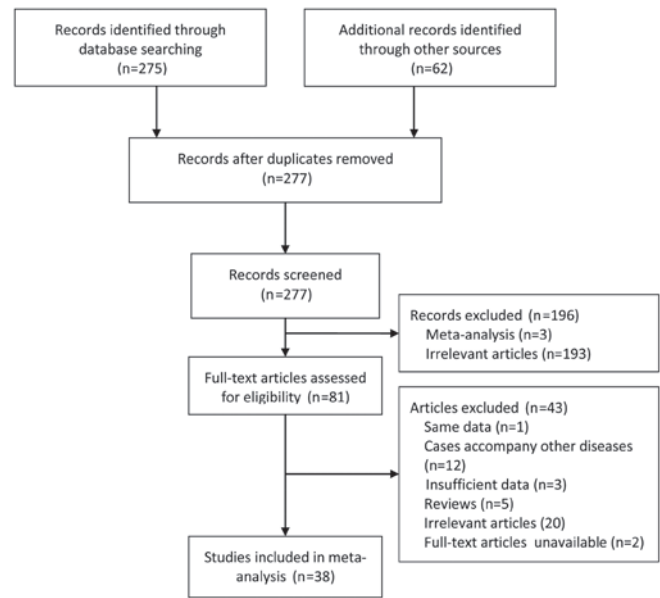 Records identified through
database searching
(n=275)
Additional records identified
through other sources
(n=62)
Records after duplicates removed
(n=277)
Records screened
(n=277)
Records excluded (n=196)
Meta-analysis (n=3)
Irrelevant articles (n=193)
Full-text articles assessed
for eligibility (n=81)
Articles excluded (n=43)
Same data (n=1)
Cases accompany other diseases
(n=12)
Insufficient data (n=3)
Reviews (n=5)
Irrelevant articles (20)
Full-text articles unavailable (n=2)
Studies included in meta-
analysis (n=38)